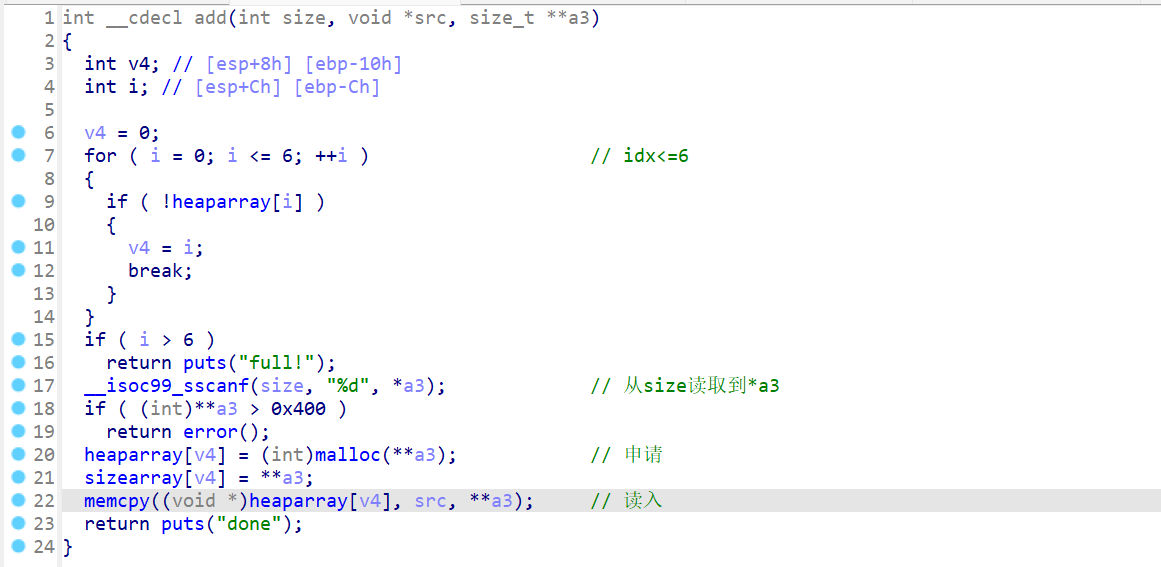 1 int __cdecl add(int size, void *src, size_t **a3)
2 {
3   int v4; // [esp+8h] [ebp-10h]
4   int i; // [esp+Ch] [ebp-Ch]
5
6   v4 = 0;
7   for ( i = 0; i <= 6; ++i )                    // idx<=6
8   {
9     if ( !heaparray[i] )
10     {
11       v4 = i;
12       break;
13     }
14   }
15   if ( i > 6 )
16     return puts("full!");
17   __isoc99_sscanf(size, "%d", *a3);             // 从size读取到*a3
18   if ( (int)**a3 > 0x400 )
19     return error();
20   heaparray[v4] = (int)malloc(**a3);            // 申请
21   sizearray[v4] = **a3;
22   memcpy((void *)heaparray[v4], src, **a3);     // 读入
23   return puts("done");
24 }